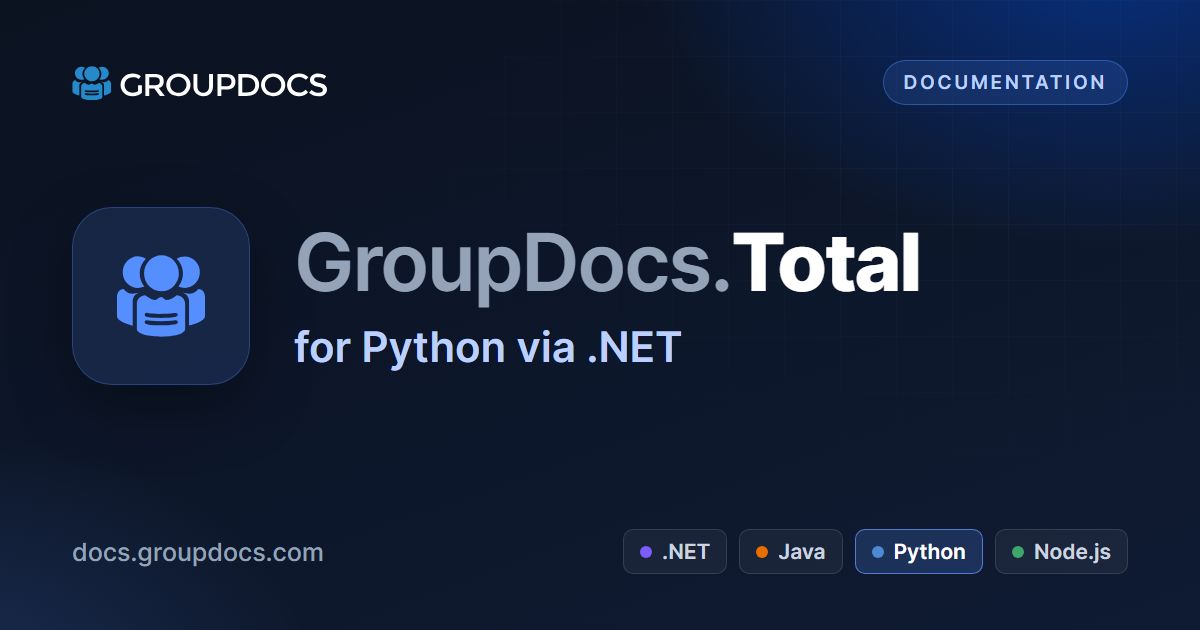 GROUPDOCS
DOCUMENTATION
GroupDocs.Total
for Python via .NET
docs.groupdocs.com
.NET
Java
Python
Node.js